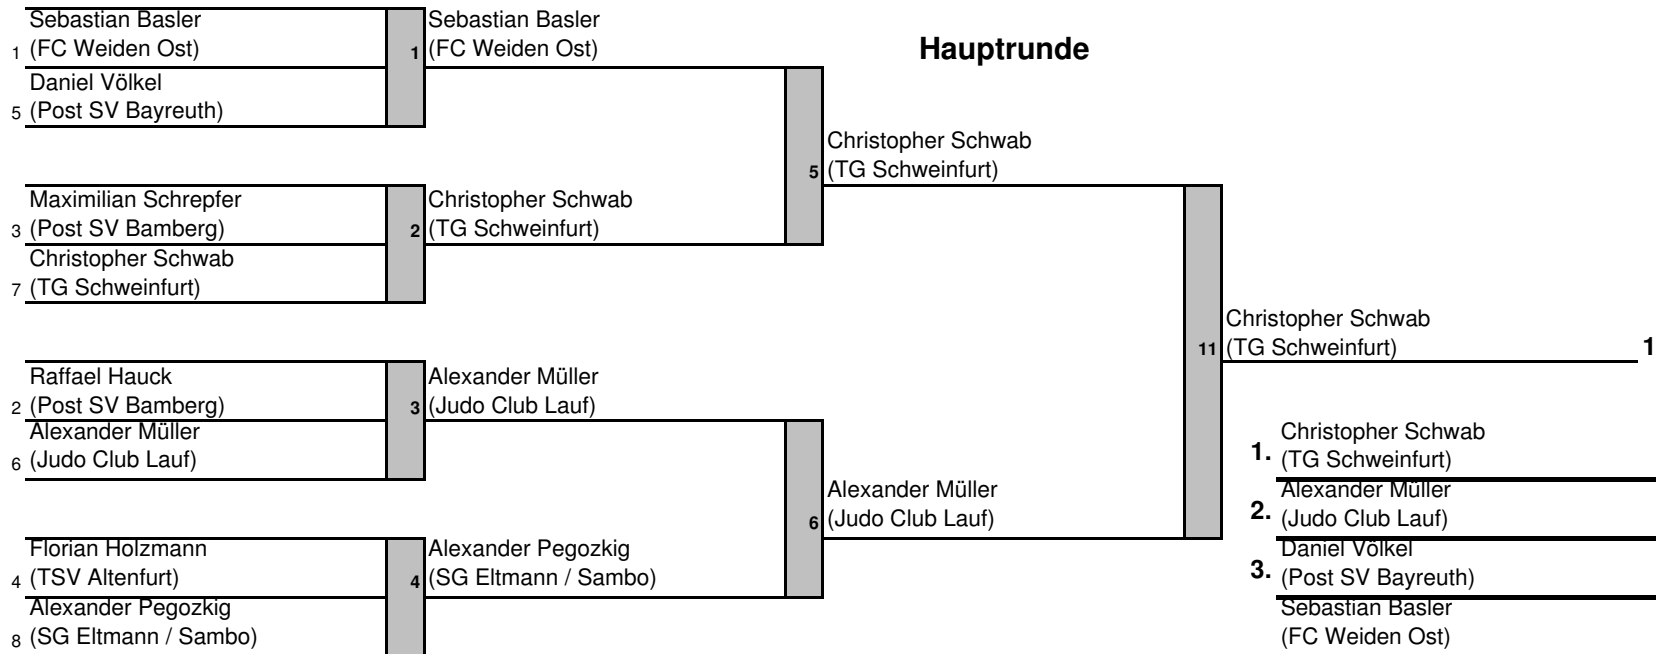 Hauptrunde
Sebastian Basler
1 (FC Weiden Ost)
Daniel Völkel
5 (Post SV Bayreuth)
Maximilian Schrepfer
3 (Post SV Bamberg)
Christopher Schwab
7 (TG Schweinfurt)
Raffael Hauck
2 (Post SV Bamberg)
Alexander Müller
6 (Judo Club Lauf)
Florian Holzmann
4 (TSV Altenfurt)
Alexander Pegozkig
8 (SG Eltmann / Sambo)
Sebastian Basler
1 (FC Weiden Ost)
Christopher Schwab
2 (TG Schweinfurt)
Alexander Müller
3 (Judo Club Lauf)
Alexander Pegozkig
4 (SG Eltmann / Sambo)
Christopher Schwab
5 (TG Schweinfurt)
Alexander Müller
6 (Judo Club Lauf)
Christopher Schwab
11 (TG Schweinfurt) 1
Christopher Schwab
1. (TG Schweinfurt)
Alexander Müller
2. (Judo Club Lauf)
Daniel Völkel
3. (Post SV Bayreuth)
Sebastian Basler
(FC Weiden Ost)